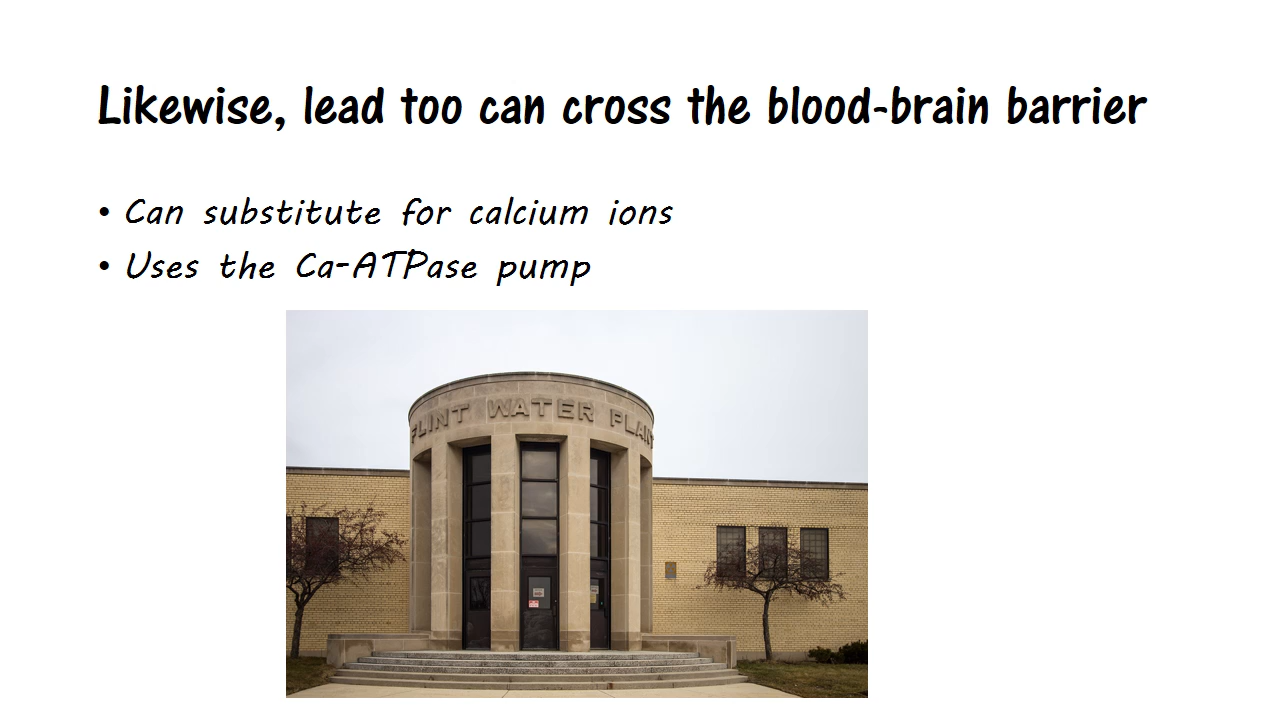 Likewise, lead too can cross the blood-brain barrier
• Can substitute for calcium ions
• Uses the Ca-ATPase pump
FLINT WATER PLAN